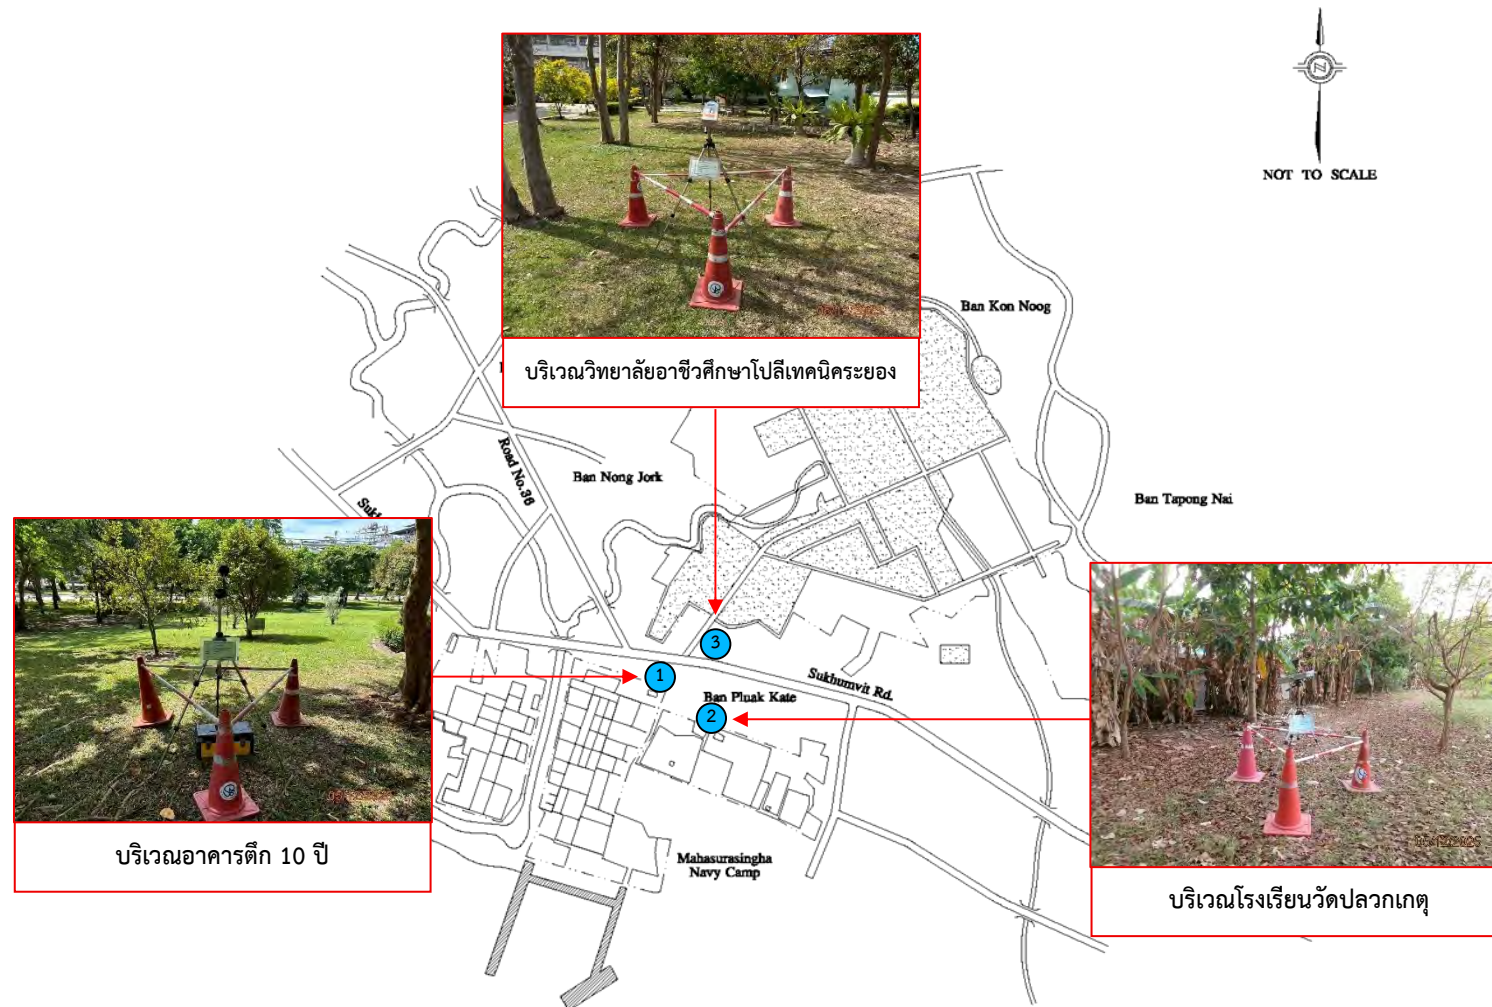 NOT TO SCALE
บริเวณวิทยาลัยอาชีวศึกษาโปลีเทคนิคระยอง
Ban Kon Noog
Road No.36
Ban Nong Jork
Ban Tapong Nai
3
1
Sukhumvit Rd.
Ban Pluak Kate
2
บริเวณอาคารตึก 10 ปี
Mahasurasingha
Navy Camp
บริเวณโรงเรียนวัดปลวกเกตุ